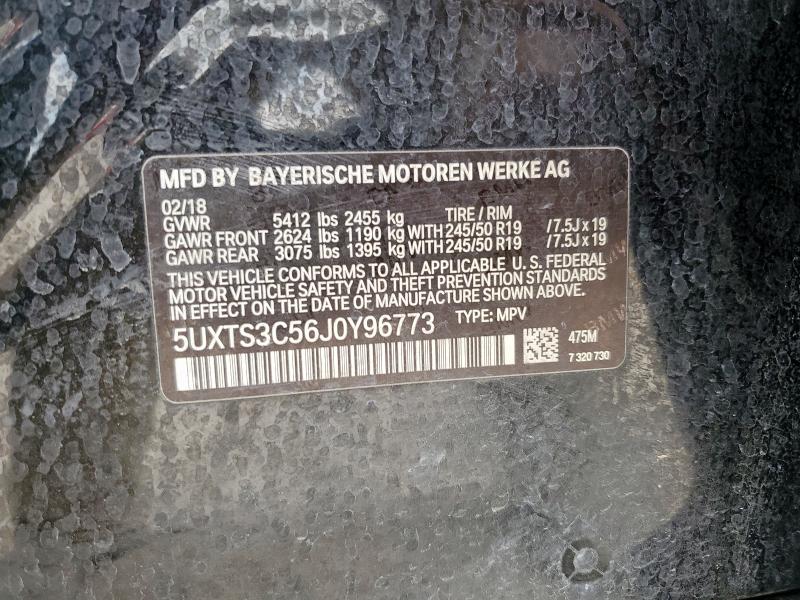 MFD BY BAYERISCHE MOTOREN WERKE AG
02/18 TIRE / RIM
GVWR 5412 lbs 2455 kg
GAWR FRONT 2624 lbs 1190 kg WITH 245/50 R19 /7.5J x 19
GAWR REAR 3075 lbs 1395 kg WITH 245/50 R19 /7.5J x 19
THIS VEHICLE CONFORMS TO ALL APPLICABLE U. S. FEDERAL
MOTOR VEHICLE SAFETY AND THEFT PREVENTION STANDARDS
IN EFFECT ON THE DATE OF MANUFACTURE SHOWN ABOVE.
5UXTS3C56J0Y96773 TYPE: MPV
475M
7 320 730